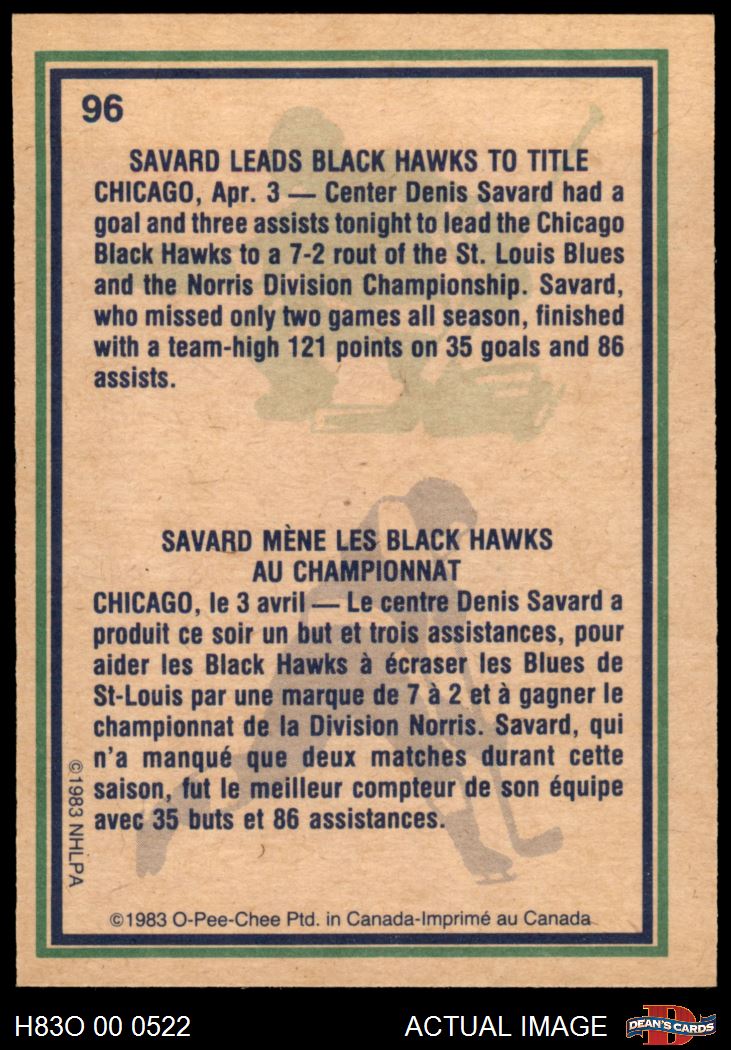 96
SAVARD LEADS BLACK HAWKS TO TITLE
CHICAGO, Apr. 3 — Center Denis Savard had a
goal and three assists tonight to lead the Chicago
Black Hawks to a 7-2 rout of the St. Louis Blues
and the Norris Division Championship. Savard,
who missed only two games all season, finished
with a team-high 121 points on 35 goals and 86
assists.
SAVARD MÈNE LES BLACK HAWKS
AU CHAMPIONNAT
CHICAGO, le 3 avril — Le centre Denis Savard a
produit ce soir un but et trois assistances, pour
aider les Black Hawks à écraser les Blues de
St-Louis par une marque de 7 à 2 et à gagner le
championnat de la Division Norris. Savard, qui
n'a manqué que deux matches durant cette
saison, fut le meilleur compteur de son équipe
avec 35 buts et 86 assistances.
©1983 NHLPA
©1983 O-Pee-Chee Ptd. in Canada-Imprimé au Canada
H83O 00 0522
ACTUAL IMAGE
D
DEAN'S CARDS